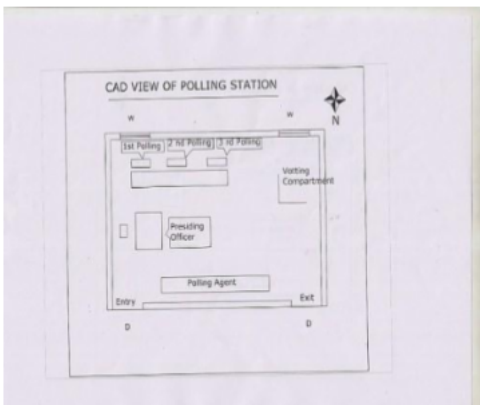 CAD VIEW OF POLLING STATION
N
W
W
1st Polling
2 nd Polling
3 rd Polling
Votting
Compartment
Presiding
Officer
Polling Agent
Entry
Exit
D
D